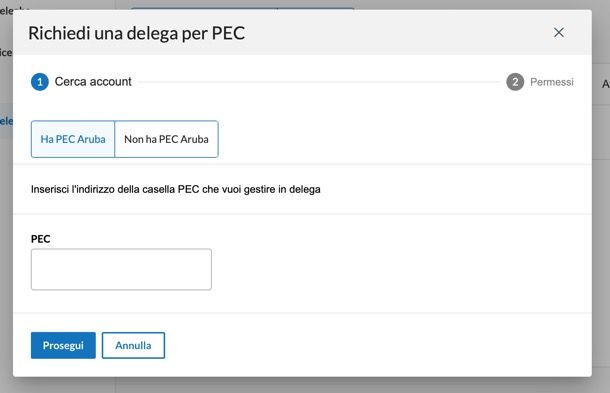 Richiedi una delega per PEC
1 Cerca account
2 Permessi
Ha PEC Aruba
Non ha PEC Aruba
Inserisci l'indirizzo della casella PEC che vuoi gestire in delega
PEC
Prosegui
Annulla